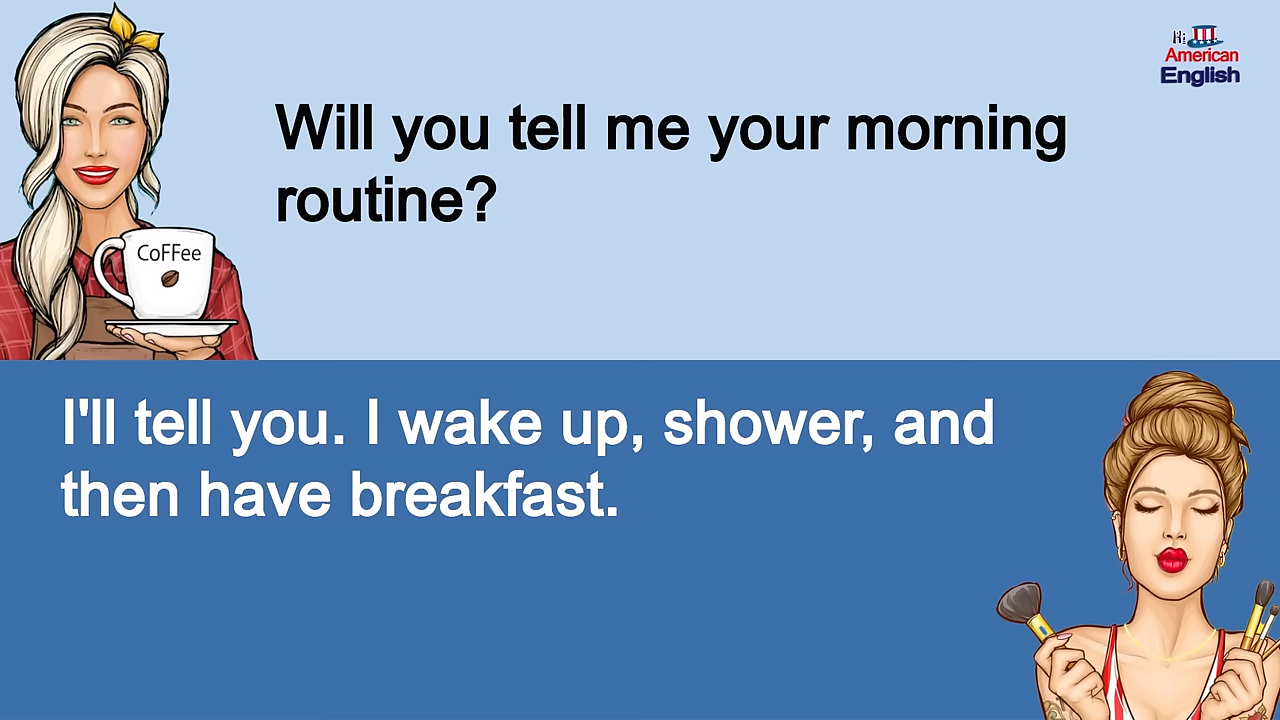 Hi
American
English
Will you tell me your morning
routine?
CoFFee
I'll tell you. I wake up, shower, and
then have breakfast.